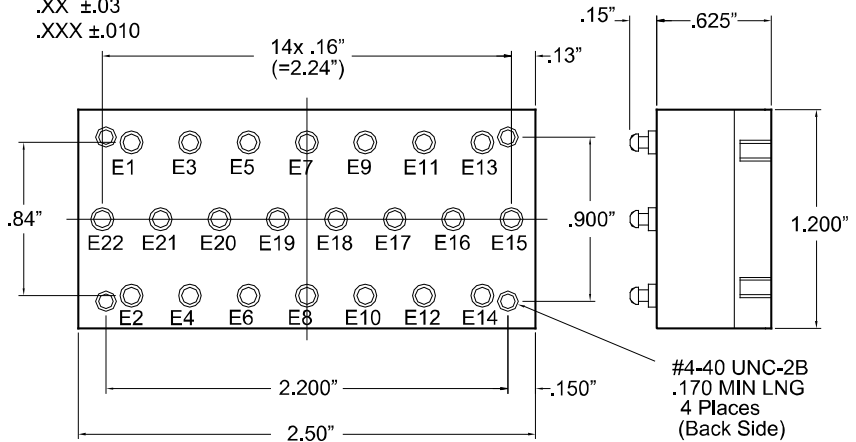 .XX ±.03
.XXX ±.010
14x .16”
(=2.24”)
.13”
.15”
.625”
E1 E3 E5 E7 E9 E11 E13
.84”
.900”
1.200”
E22 E21 E20 E19 E18 E17 E16 E15
E2 E4 E6 E8 E10 E12 E14
#4-40 UNC-2B
.170 MIN LNG
4 Places
(Back Side)
2.200”
.150”
2.50”